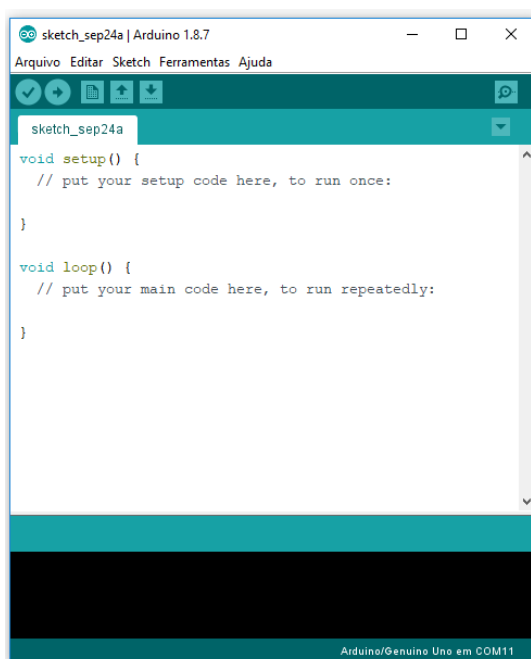 sketch_sep24a | Arduino 1.8.7
Arquivo Editar Sketch Ferramentas Ajuda
sketch_sep24a
void setup() {
  // put your setup code here, to run once:

}

void loop() {
  // put your main code here, to run repeatedly:

}
Arduino/Genuino Uno em COM11